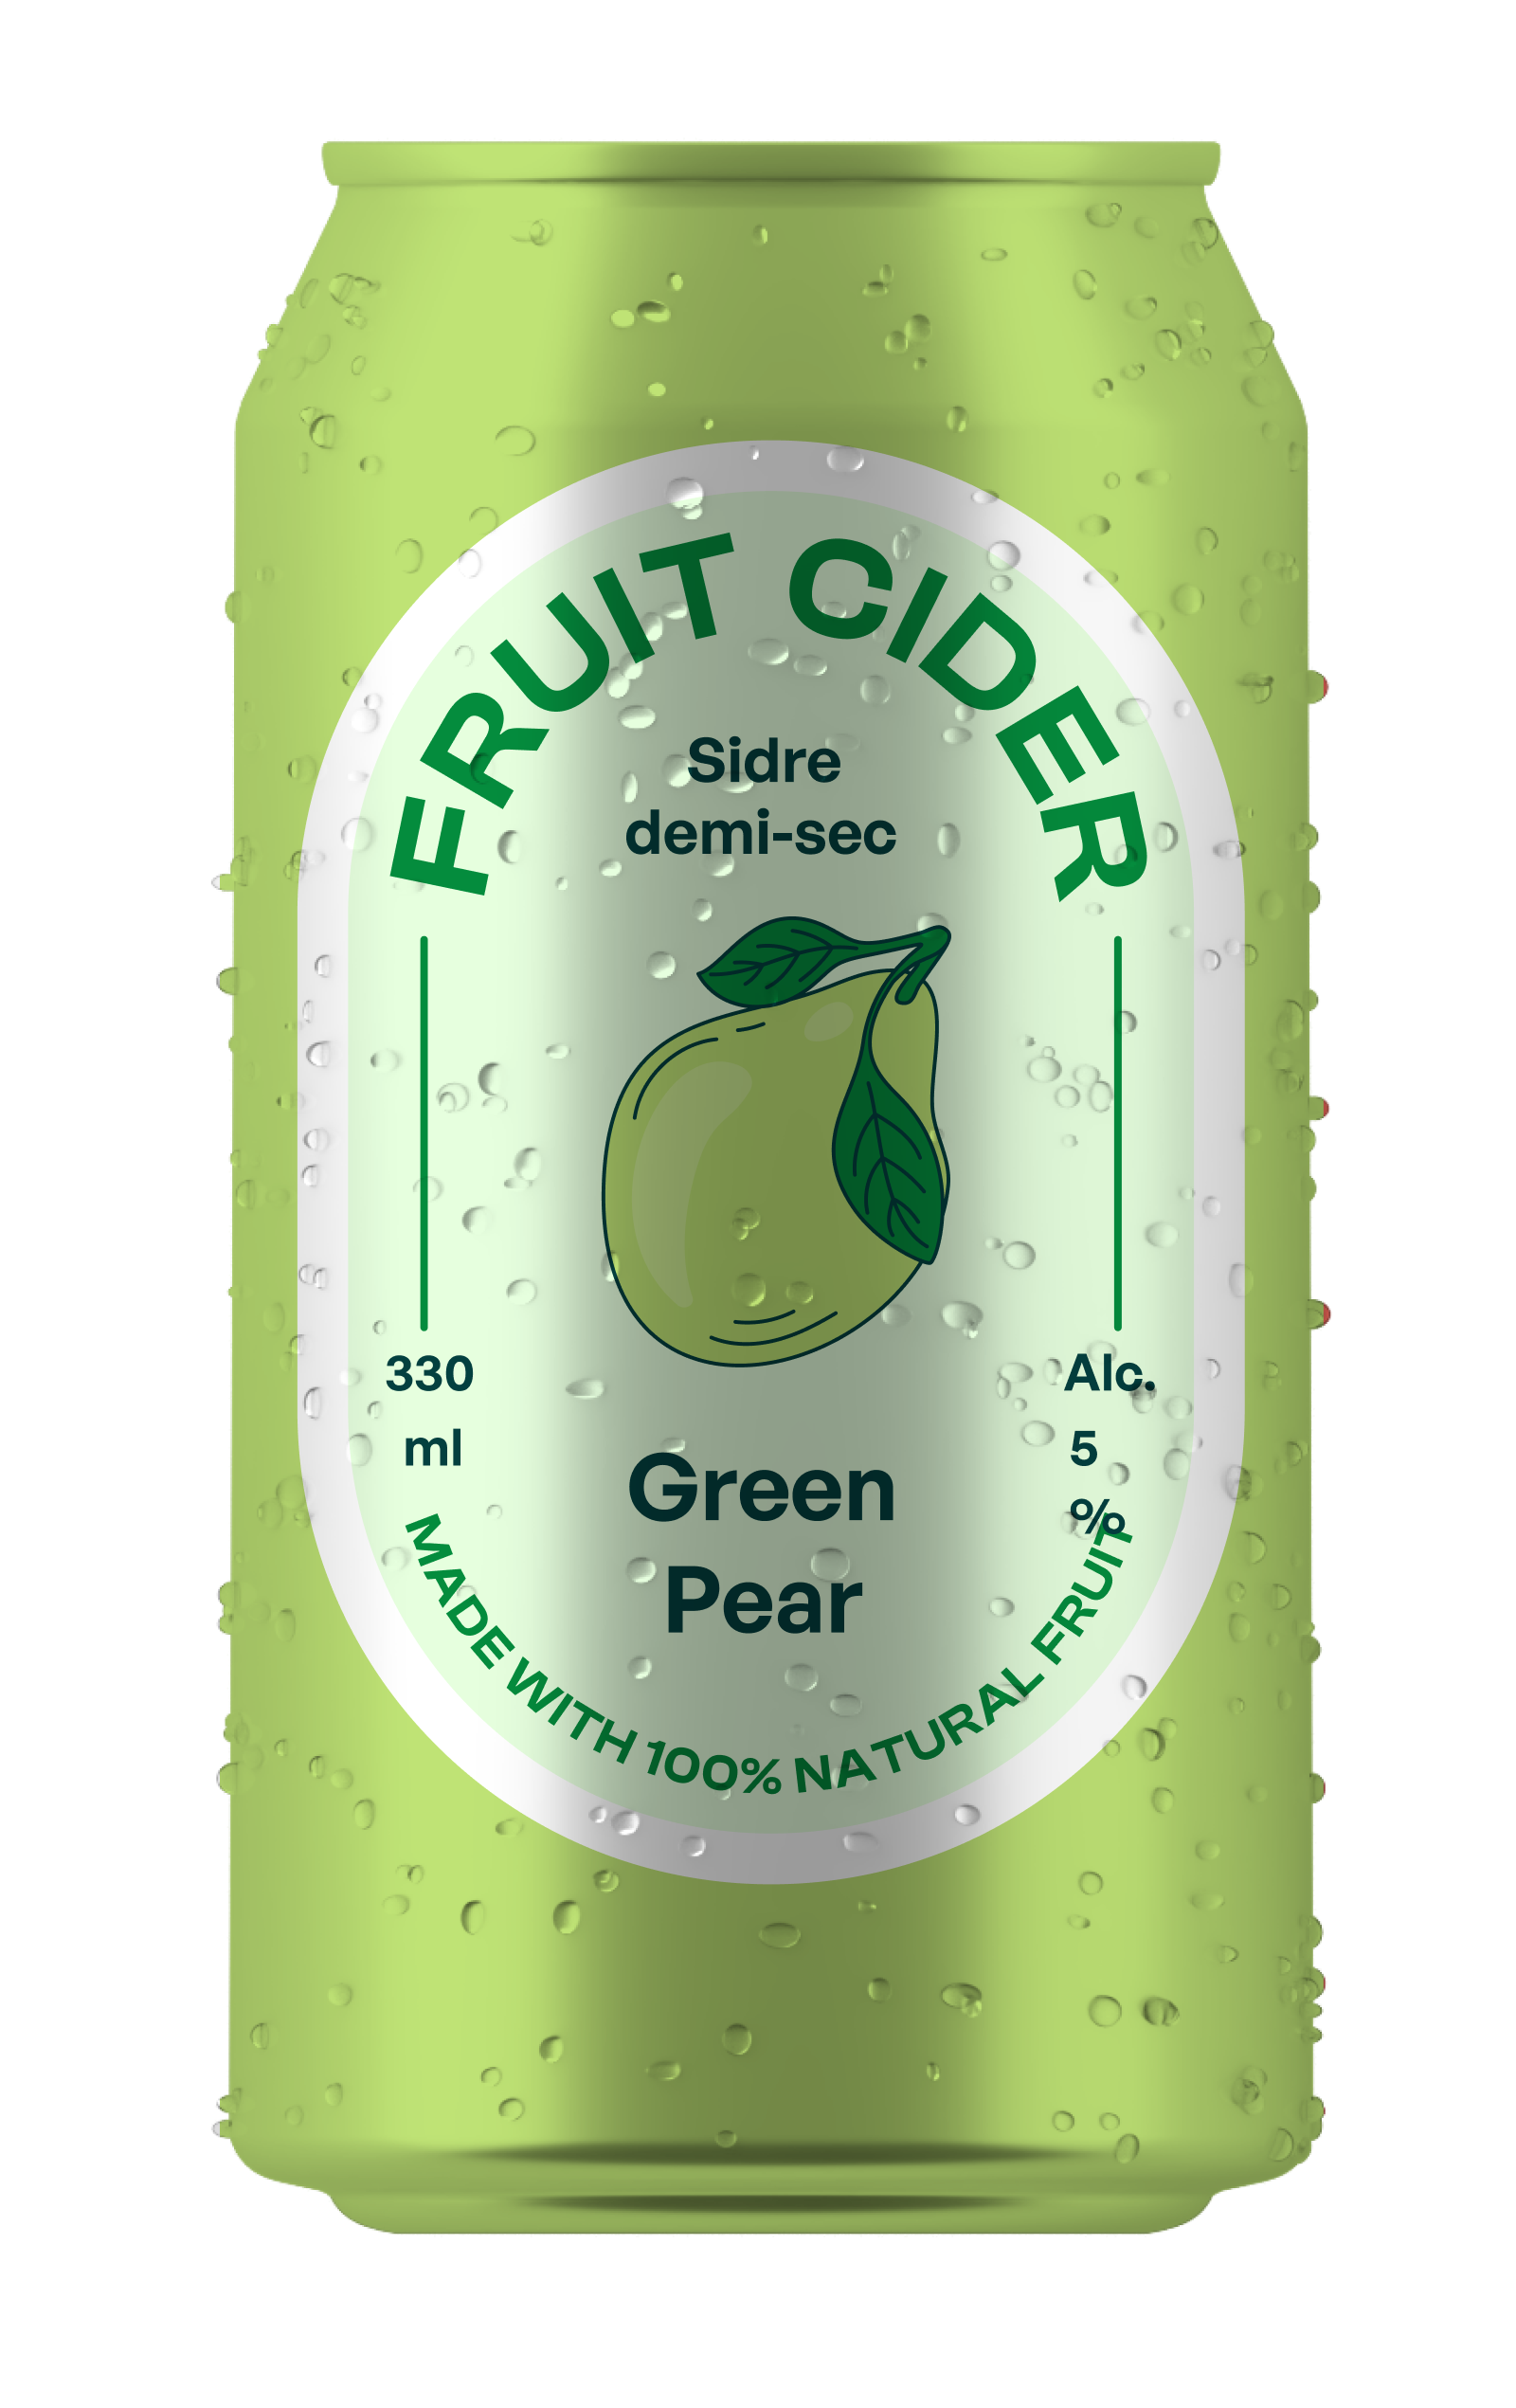 FRUIT CIDER
Sidre
demi-sec
330
ml
Alc.
5
%
Green
Pear
MADE WITH 100% NATURAL FRUIT